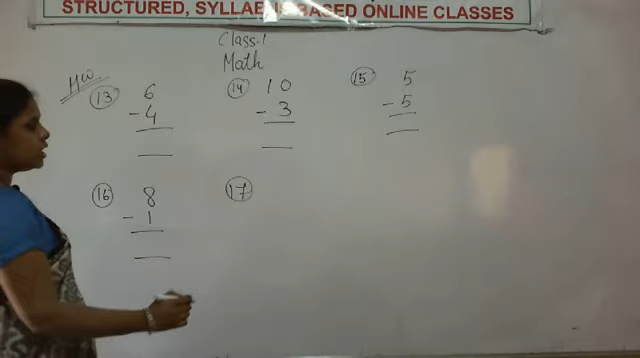 STRUCTURED, SYLLABUS BASED ONLINE CLASSES
Class-1
Math
HW
13 6
- 4
14 10
- 3
15 5
- 5
16 8
- 1
17